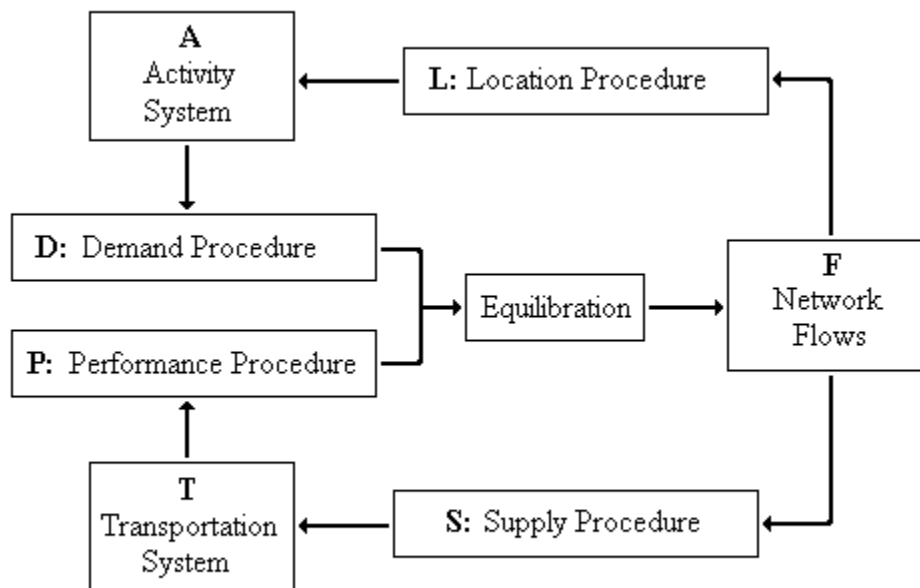 A
Activity
System
L: Location Procedure
D: Demand Procedure
F
Network
Flows
Equilibration
P: Performance Procedure
T
Transportation
System
S: Supply Procedure